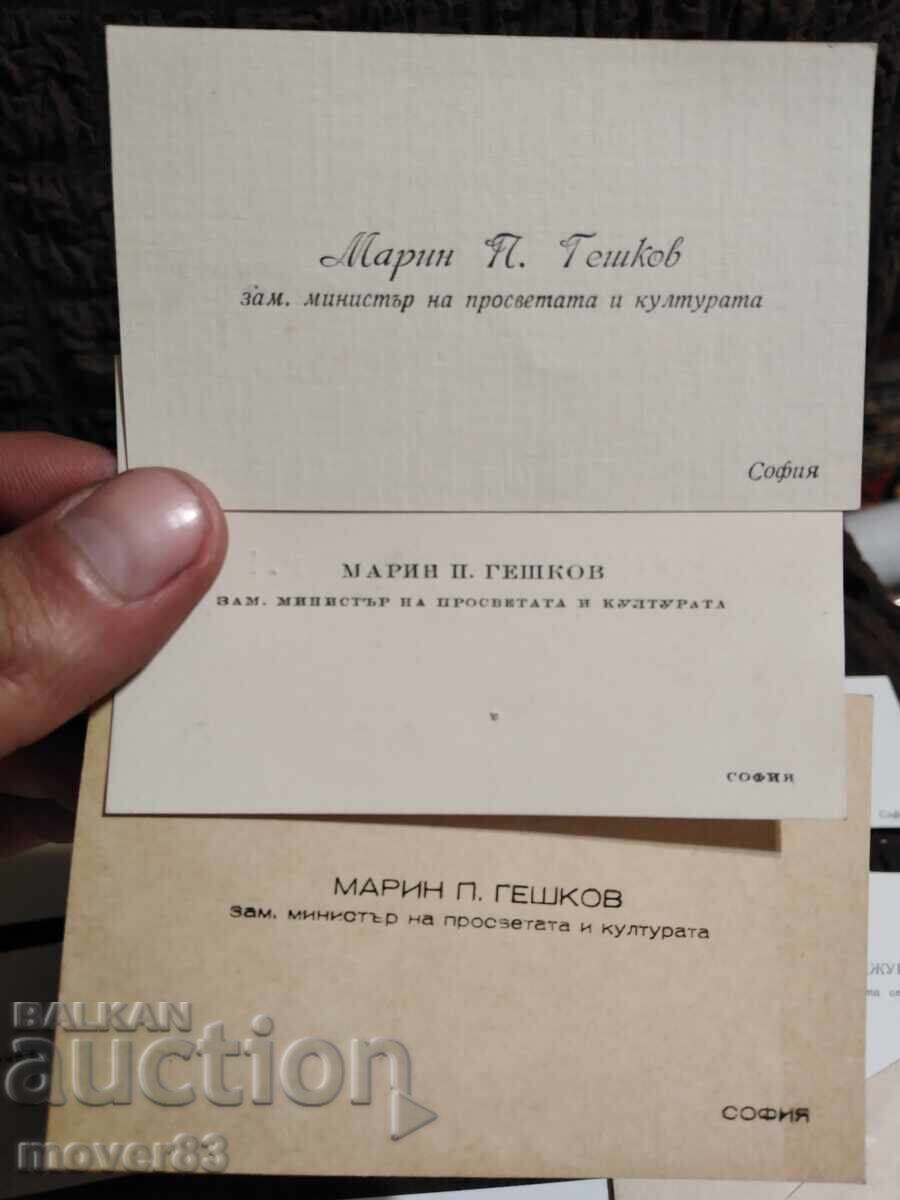 Марин П. Гешков
зам. министър на просветата и културата
София
МАРИН П. ГЕШКОВ
ЗАМ. МИНИСТЪР НА ПРОСВЕТАТА И КУЛТУРАТА
СОФИЯ
МАРИН П. ГЕШКОВ
зам. министър на просветата и културата
СОФИЯ
BALKAN
auction
mover83